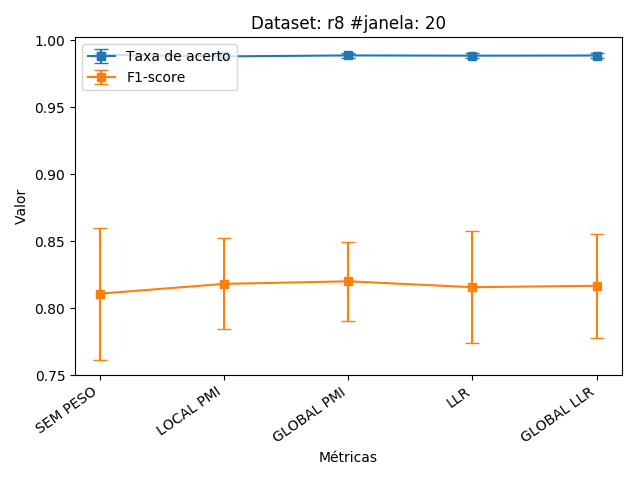 Dataset: r8 #janela: 20
Taxa de acerto
F1-score
1.00
0.95
0.90
0.85
0.80
0.75
Valor
SEM PESO
LOCAL PMI
GLOBAL PMI
LLR
GLOBAL LLR
Métricas